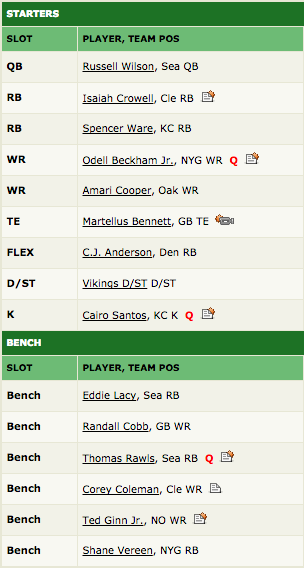 STARTERS
SLOT PLAYER, TEAM POS
QB Russell Wilson, Sea QB
RB Isaiah Crowell, Cle RB
RB Spencer Ware, KC RB
WR Odell Beckham Jr., NYG WR Q
WR Amari Cooper, Oak WR
TE Martellus Bennett, GB TE
FLEX C.J. Anderson, Den RB
D/ST Vikings D/ST D/ST
K Cairo Santos, KC K Q
BENCH
SLOT PLAYER, TEAM POS
Bench Eddie Lacy, Sea RB
Bench Randall Cobb, GB WR
Bench Thomas Rawls, Sea RB Q
Bench Corey Coleman, Cle WR
Bench Ted Ginn Jr., NO WR
Bench Shane Vereen, NYG RB